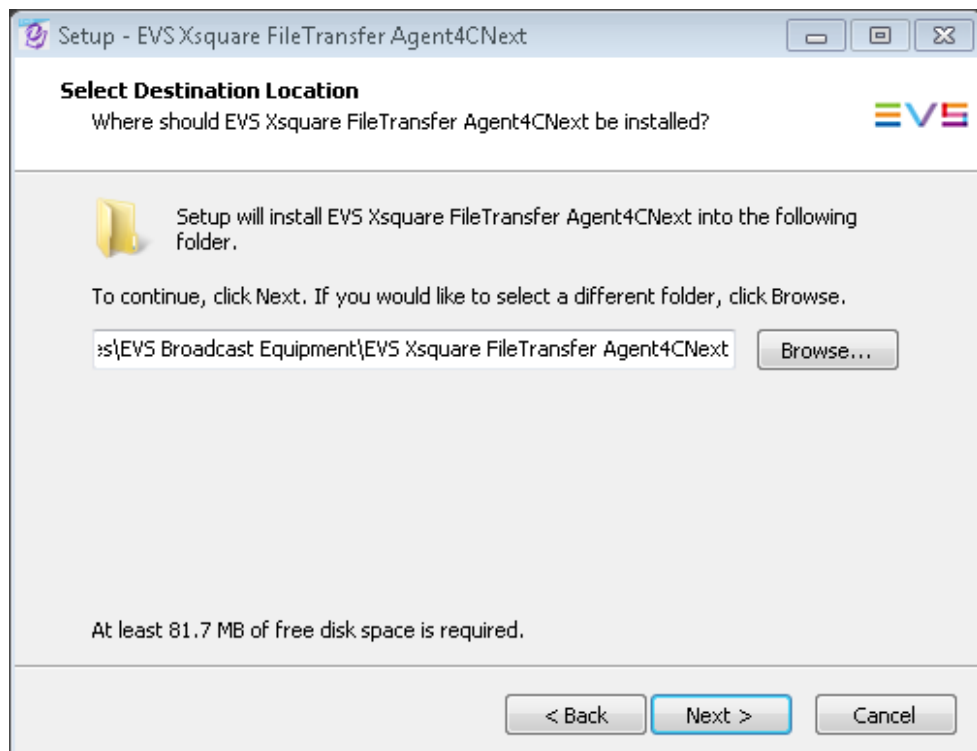 Setup - EVS Xsquare FileTransfer Agent4CNext
Select Destination Location
Where should EVS Xsquare FileTransfer Agent4CNext be installed?
EVS
Setup will install EVS Xsquare FileTransfer Agent4CNext into the following
folder.
To continue, click Next. If you would like to select a different folder, click Browse.
es\EVS Broadcast Equipment\EVS Xsquare FileTransfer Agent4CNext
Browse...
At least 81.7 MB of free disk space is required.
< Back
Next >
Cancel